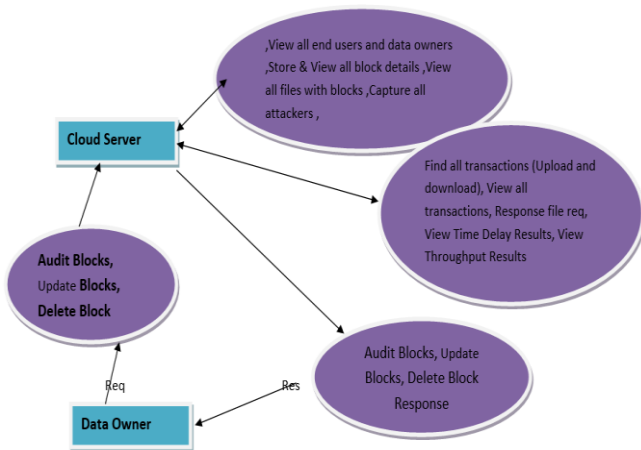 ,View all end users and data owners
,Store & View all block details ,View
all files with blocks ,Capture all
attackers ,
Cloud Server
Find all transactions (Upload and
download), View all
transactions, Response file req,
View Time Delay Results, View
Throughput Results
Audit Blocks,
Update Blocks,
Delete Block
Audit Blocks, Update
Blocks, Delete Block
Response
Req
Res
Data Owner